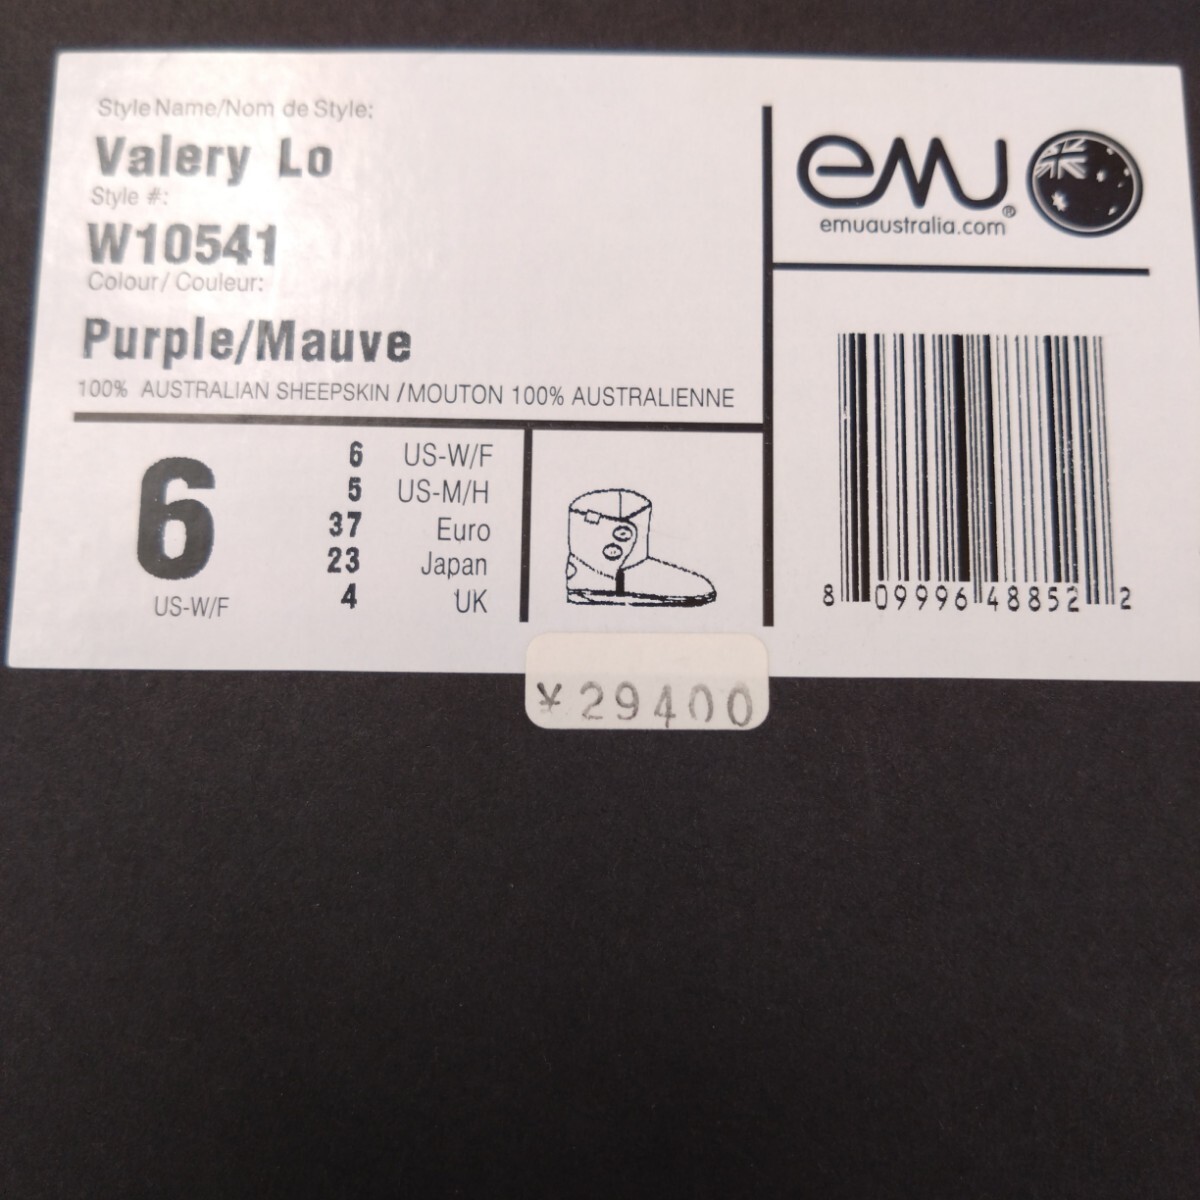 Style Name/Nom de Style:
Valery Lo
Style #:
W10541
Colour/ Couleur:
Purple/Mauve
100% AUSTRALIAN SHEEPSKIN /MOUTON 100% AUSTRALIENNE
6
US-W/F
6 US-W/F
5 US-M/H
37 Euro
23 Japan
4 UK
emu®
emuaustralia.com
8 09996 48852 2
¥29400